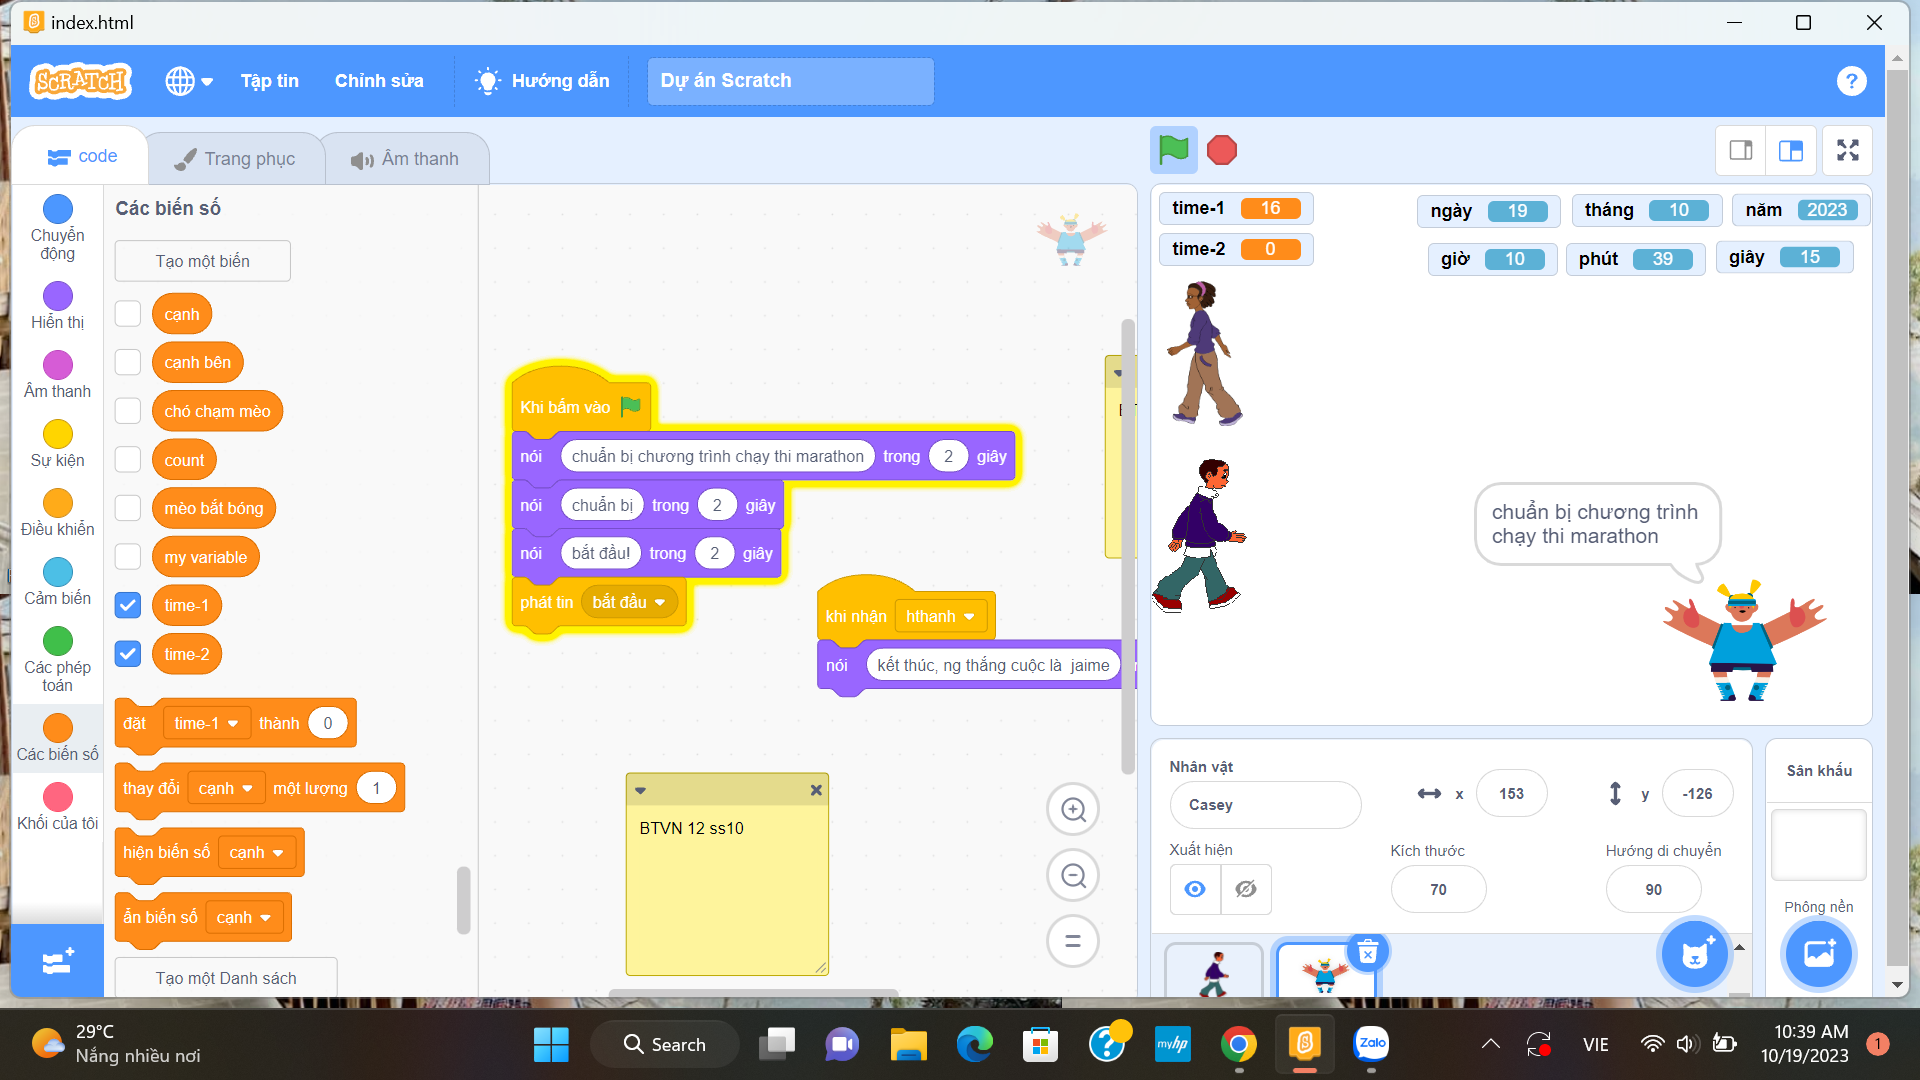 index.html
SCRATCH
Tập tin
Chỉnh sửa
Hướng dẫn
Dự án Scratch
?
code
Trang phục
Âm thanh
Chuyển động
Hiển thị
Âm thanh
Sự kiện
Điều khiển
Cảm biến
Các phép toán
Các biến số
Khối của tôi
Các biến số
Tạo một biến
cạnh
cạnh bên
chó chạm mèo
count
mèo bắt bóng
my variable
time-1
time-2
đặt time-1 thành 0
thay đổi cạnh một lượng 1
hiện biến số cạnh
ẩn biến số cạnh
Tạo một Danh sách
Khi bấm vào
nói chuẩn bị chương trình chạy thi marathon trong 2 giây
nói chuẩn bị trong 2 giây
nói bắt đầu! trong 2 giây
phát tin bắt đầu
khi nhận hthanh
nói kết thúc, ng thắng cuộc là jaime
BTVN 12 ss10
time-1 16
time-2 0
ngày 19
tháng 10
năm 2023
giờ 10
phút 39
giây 15
chuẩn bị chương trình
chạy thi marathon
Nhân vật
Casey
x 153
y -126
Xuất hiện
Kích thước
70
Hướng di chuyển
90
Sân khấu
Phông nền
29°C
Nắng nhiều nơi
Search
myhp
Zalo
VIE
10:39 AM
10/19/2023
1